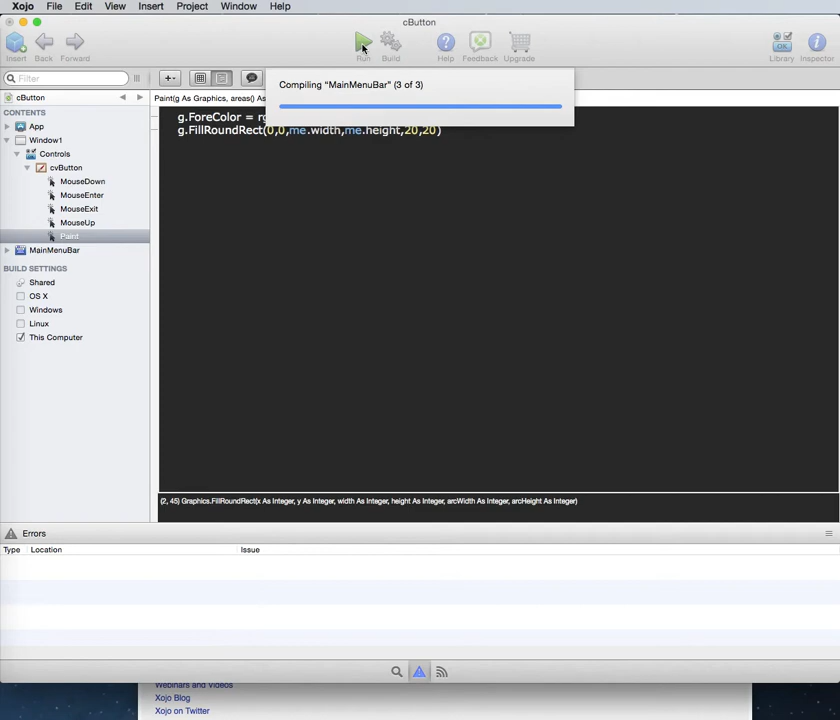 Xojo File Edit View Insert Project Window Help
cButton
Insert Back Forward Run Build Help Feedback Upgrade Library Inspector
Filter
Compiling “MainMenuBar” (3 of 3)
cButton
Paint(g As Graphics, areas() As
CONTENTS
App
Window1
Controls
cvButton
MouseDown
MouseEnter
MouseExit
MouseUp
Paint
MainMenuBar
BUILD SETTINGS
Shared
OS X
Windows
Linux
This Computer
g.ForeColor =
g.FillRoundRect(0,0,me.width,me.height,20,20)
(2, 45) Graphics.FillRoundRect(x As Integer, y As Integer, width As Integer, height As Integer, arcWidth As Integer, arcHeight As Integer)
Errors
Type Location Issue
Webinars and Videos
Xojo Blog
Xojo on Twitter